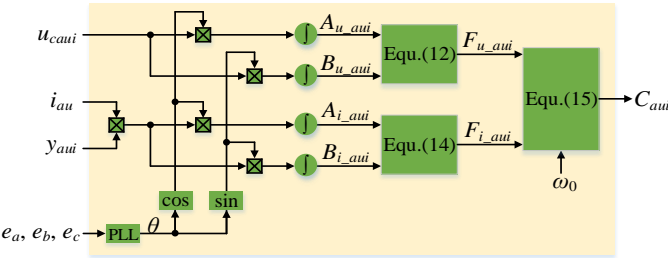 u_caui
A_u_aui
∫
Equ.(12)
F_u_aui
B_u_aui
∫
Equ.(15)
C_aui
i_au
A_i_aui
∫
Equ.(14)
F_i_aui
y_aui
B_i_aui
∫
ω_0
cos
sin
e_a, e_b, e_c
PLL
θ